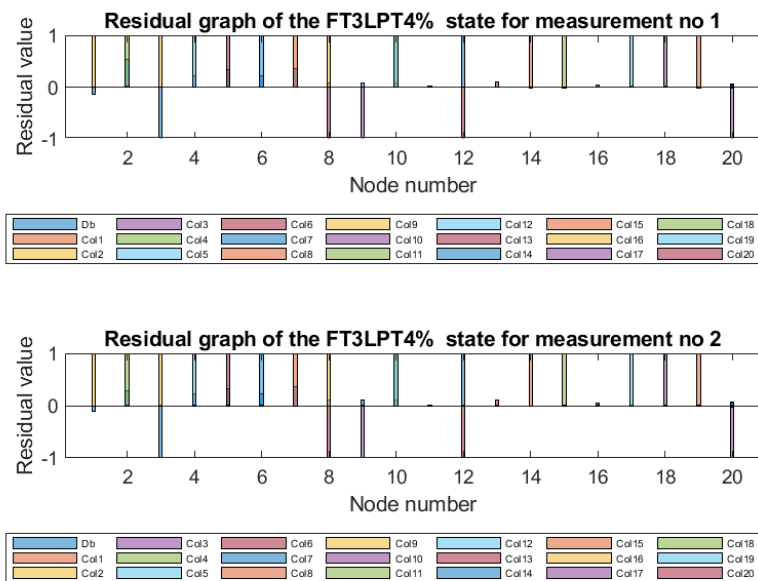 Residual graph of the FT3LPT4%  state for measurement no 1
Residual value
1
0
-1
2 4 6 8 10 12 14 16 18 20
Node number
Db Col3 Col6 Col9 Col12 Col15 Col18
Col1 Col4 Col7 Col10 Col13 Col16 Col19
Col2 Col5 Col8 Col11 Col14 Col17 Col20
Residual graph of the FT3LPT4%  state for measurement no 2
Residual value
1
0
-1
2 4 6 8 10 12 14 16 18 20
Node number
Db Col3 Col6 Col9 Col12 Col15 Col18
Col1 Col4 Col7 Col10 Col13 Col16 Col19
Col2 Col5 Col8 Col11 Col14 Col17 Col20